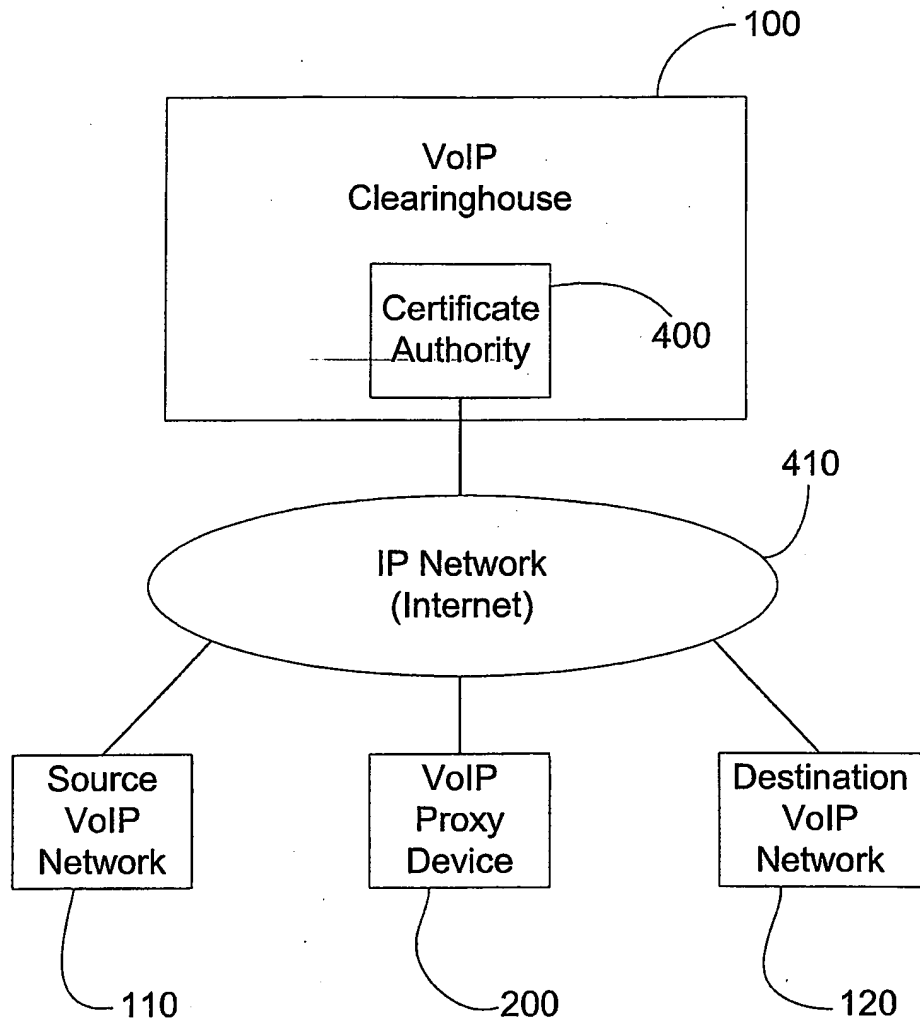 100
VoIP
Clearinghouse
Certificate
Authority
400
410
IP Network
(Internet)
Source
VoIP
Network
VoIP
Proxy
Device
Destination
VoIP
Network
110
200
120